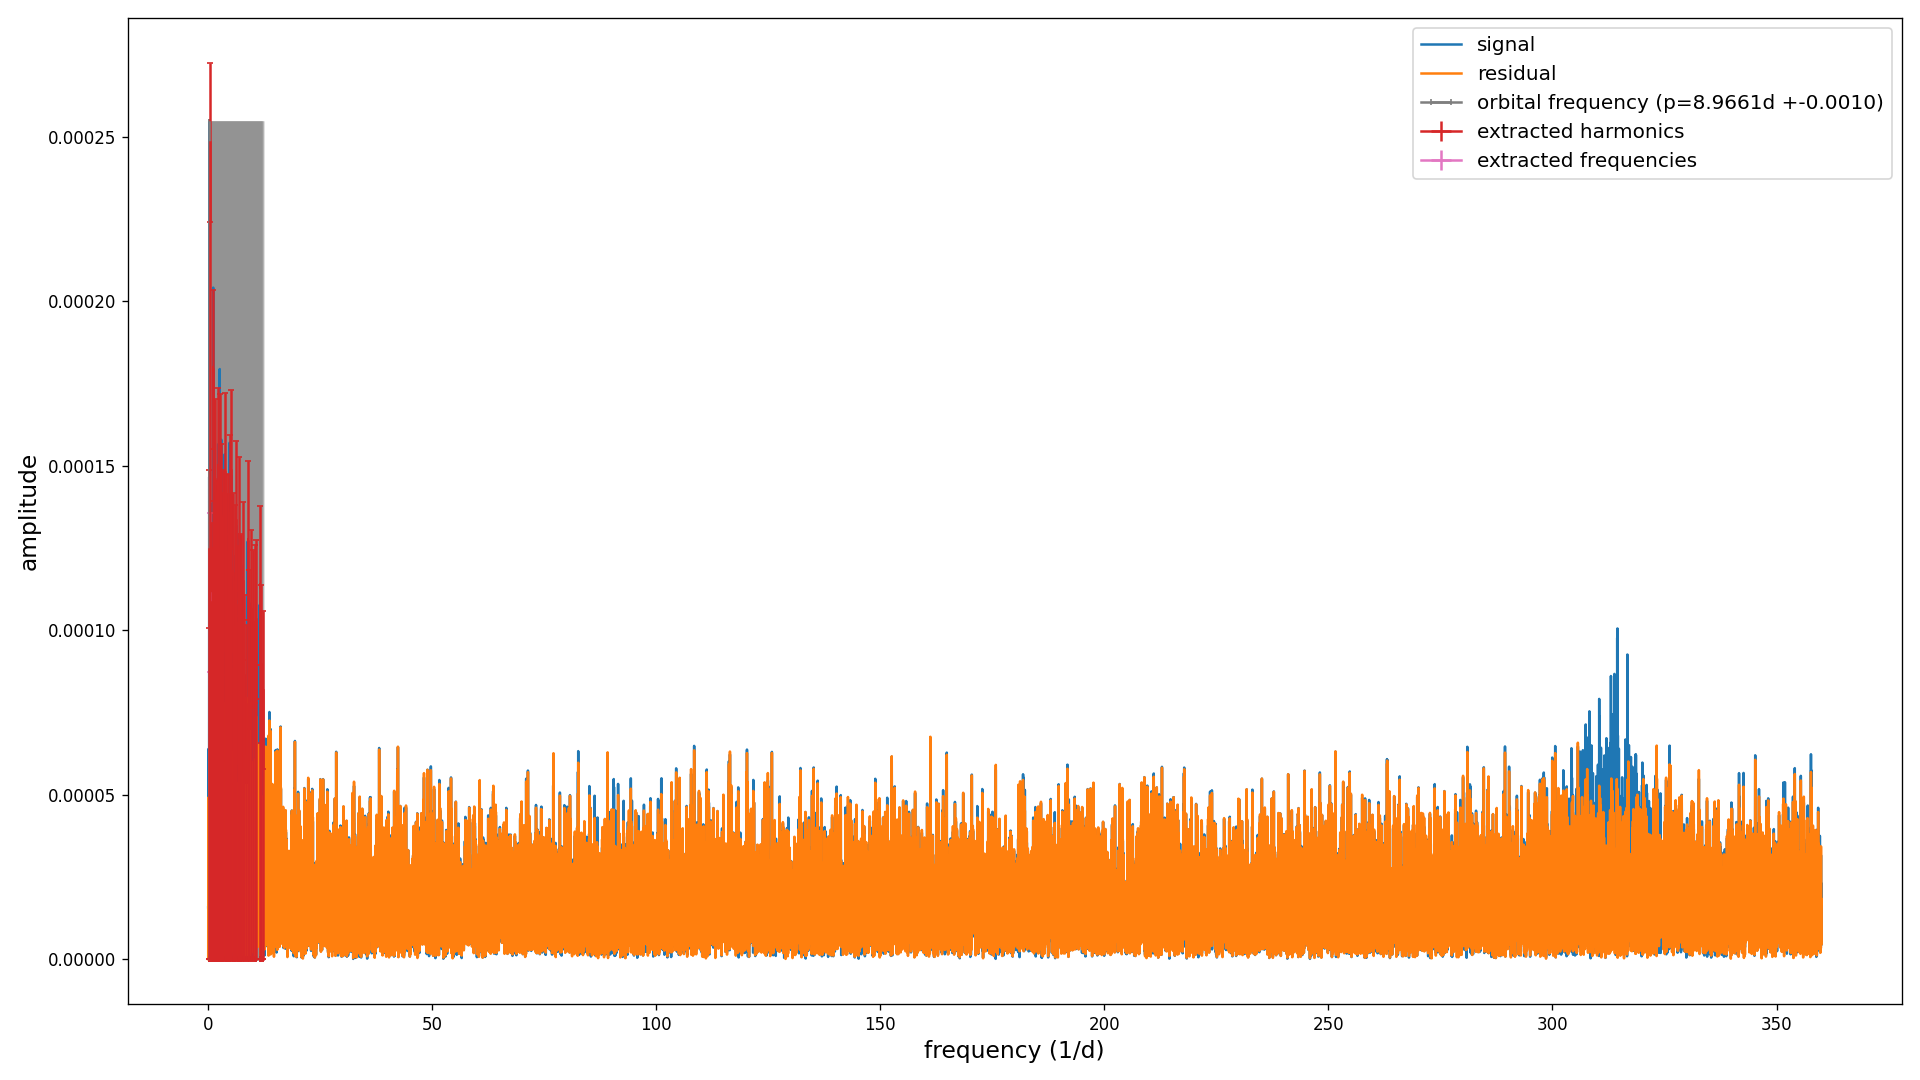 signal
residual
orbital frequency (p=8.9661d +-0.0010)
extracted harmonics
extracted frequencies
0.00025
0.00020
0.00015
0.00010
0.00005
0.00000
amplitude
0 50 100 150 200 250 300 350
frequency (1/d)